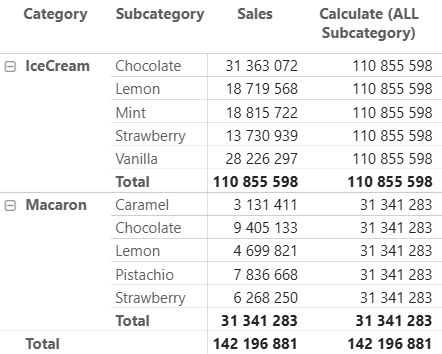 Category Subcategory Sales Calculate (ALL
Subcategory)
IceCream Chocolate 31 363 072 110 855 598
Lemon 18 719 568 110 855 598
Mint 18 815 722 110 855 598
Strawberry 13 730 939 110 855 598
Vanilla 28 226 297 110 855 598
Total 110 855 598 110 855 598
Macaron Caramel 3 131 411 31 341 283
Chocolate 9 405 133 31 341 283
Lemon 4 699 821 31 341 283
Pistachio 7 836 668 31 341 283
Strawberry 6 268 250 31 341 283
Total 31 341 283 31 341 283
Total 142 196 881 142 196 881